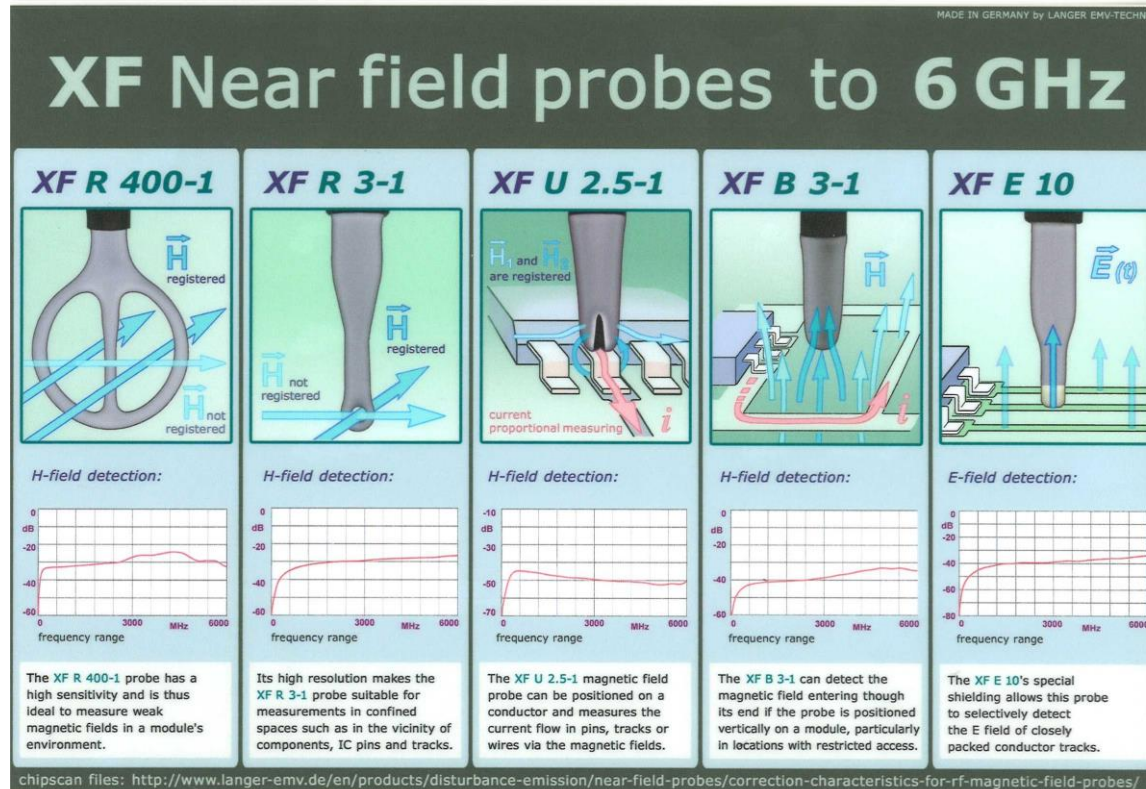 MADE IN GERMANY by LANGER EMV-TECHN
XF Near field probes to 6 GHz
XF R 400-1
H
registered
H not
registered
H-field detection:
0
dB
-20
-40
-60
3000
MHz
6000
frequency range
The XF R 400-1 probe has a
high sensitivity and is thus
ideal to measure weak
magnetic fields in a module's
environment.
XF R 3-1
H
registered
H not
registered
H-field detection:
0
dB
-20
-40
-60
3000
MHz
6000
frequency range
Its high resolution makes the
XF R 3-1 probe suitable for
measurements in confined
spaces such as in the vicinity of
components, IC pins and tracks.
XF U 2.5-1
H1 and H2
are registered
current
proportional measuring
i
H-field detection:
-10
dB
-30
-50
-70
3000
MHz
6000
frequency range
The XF U 2.5-1 magnetic field
probe can be positioned on a
conductor and measures the
current flow in pins, tracks or
wires via the magnetic fields.
XF B 3-1
H
i
H-field detection:
0
dB
-20
-40
-60
3000
MHz
6000
frequency range
The XF B 3-1 can detect the
magnetic field entering though
its end if the probe is positioned
vertically on a module, particularly
in locations with restricted access.
XF E 10
E (t)
E-field detection:
0
dB
-20
-40
-60
-80
3000
MHz
6000
frequency range
The XF E 10's special
shielding allows this probe
to selectively detect
the E field of closely
packed conductor tracks.
chipscan files: http://www.langer-emv.de/en/products/disturbance-emission/near-field-probes/correction-characteristics-for-rf-magnetic-field-probes/